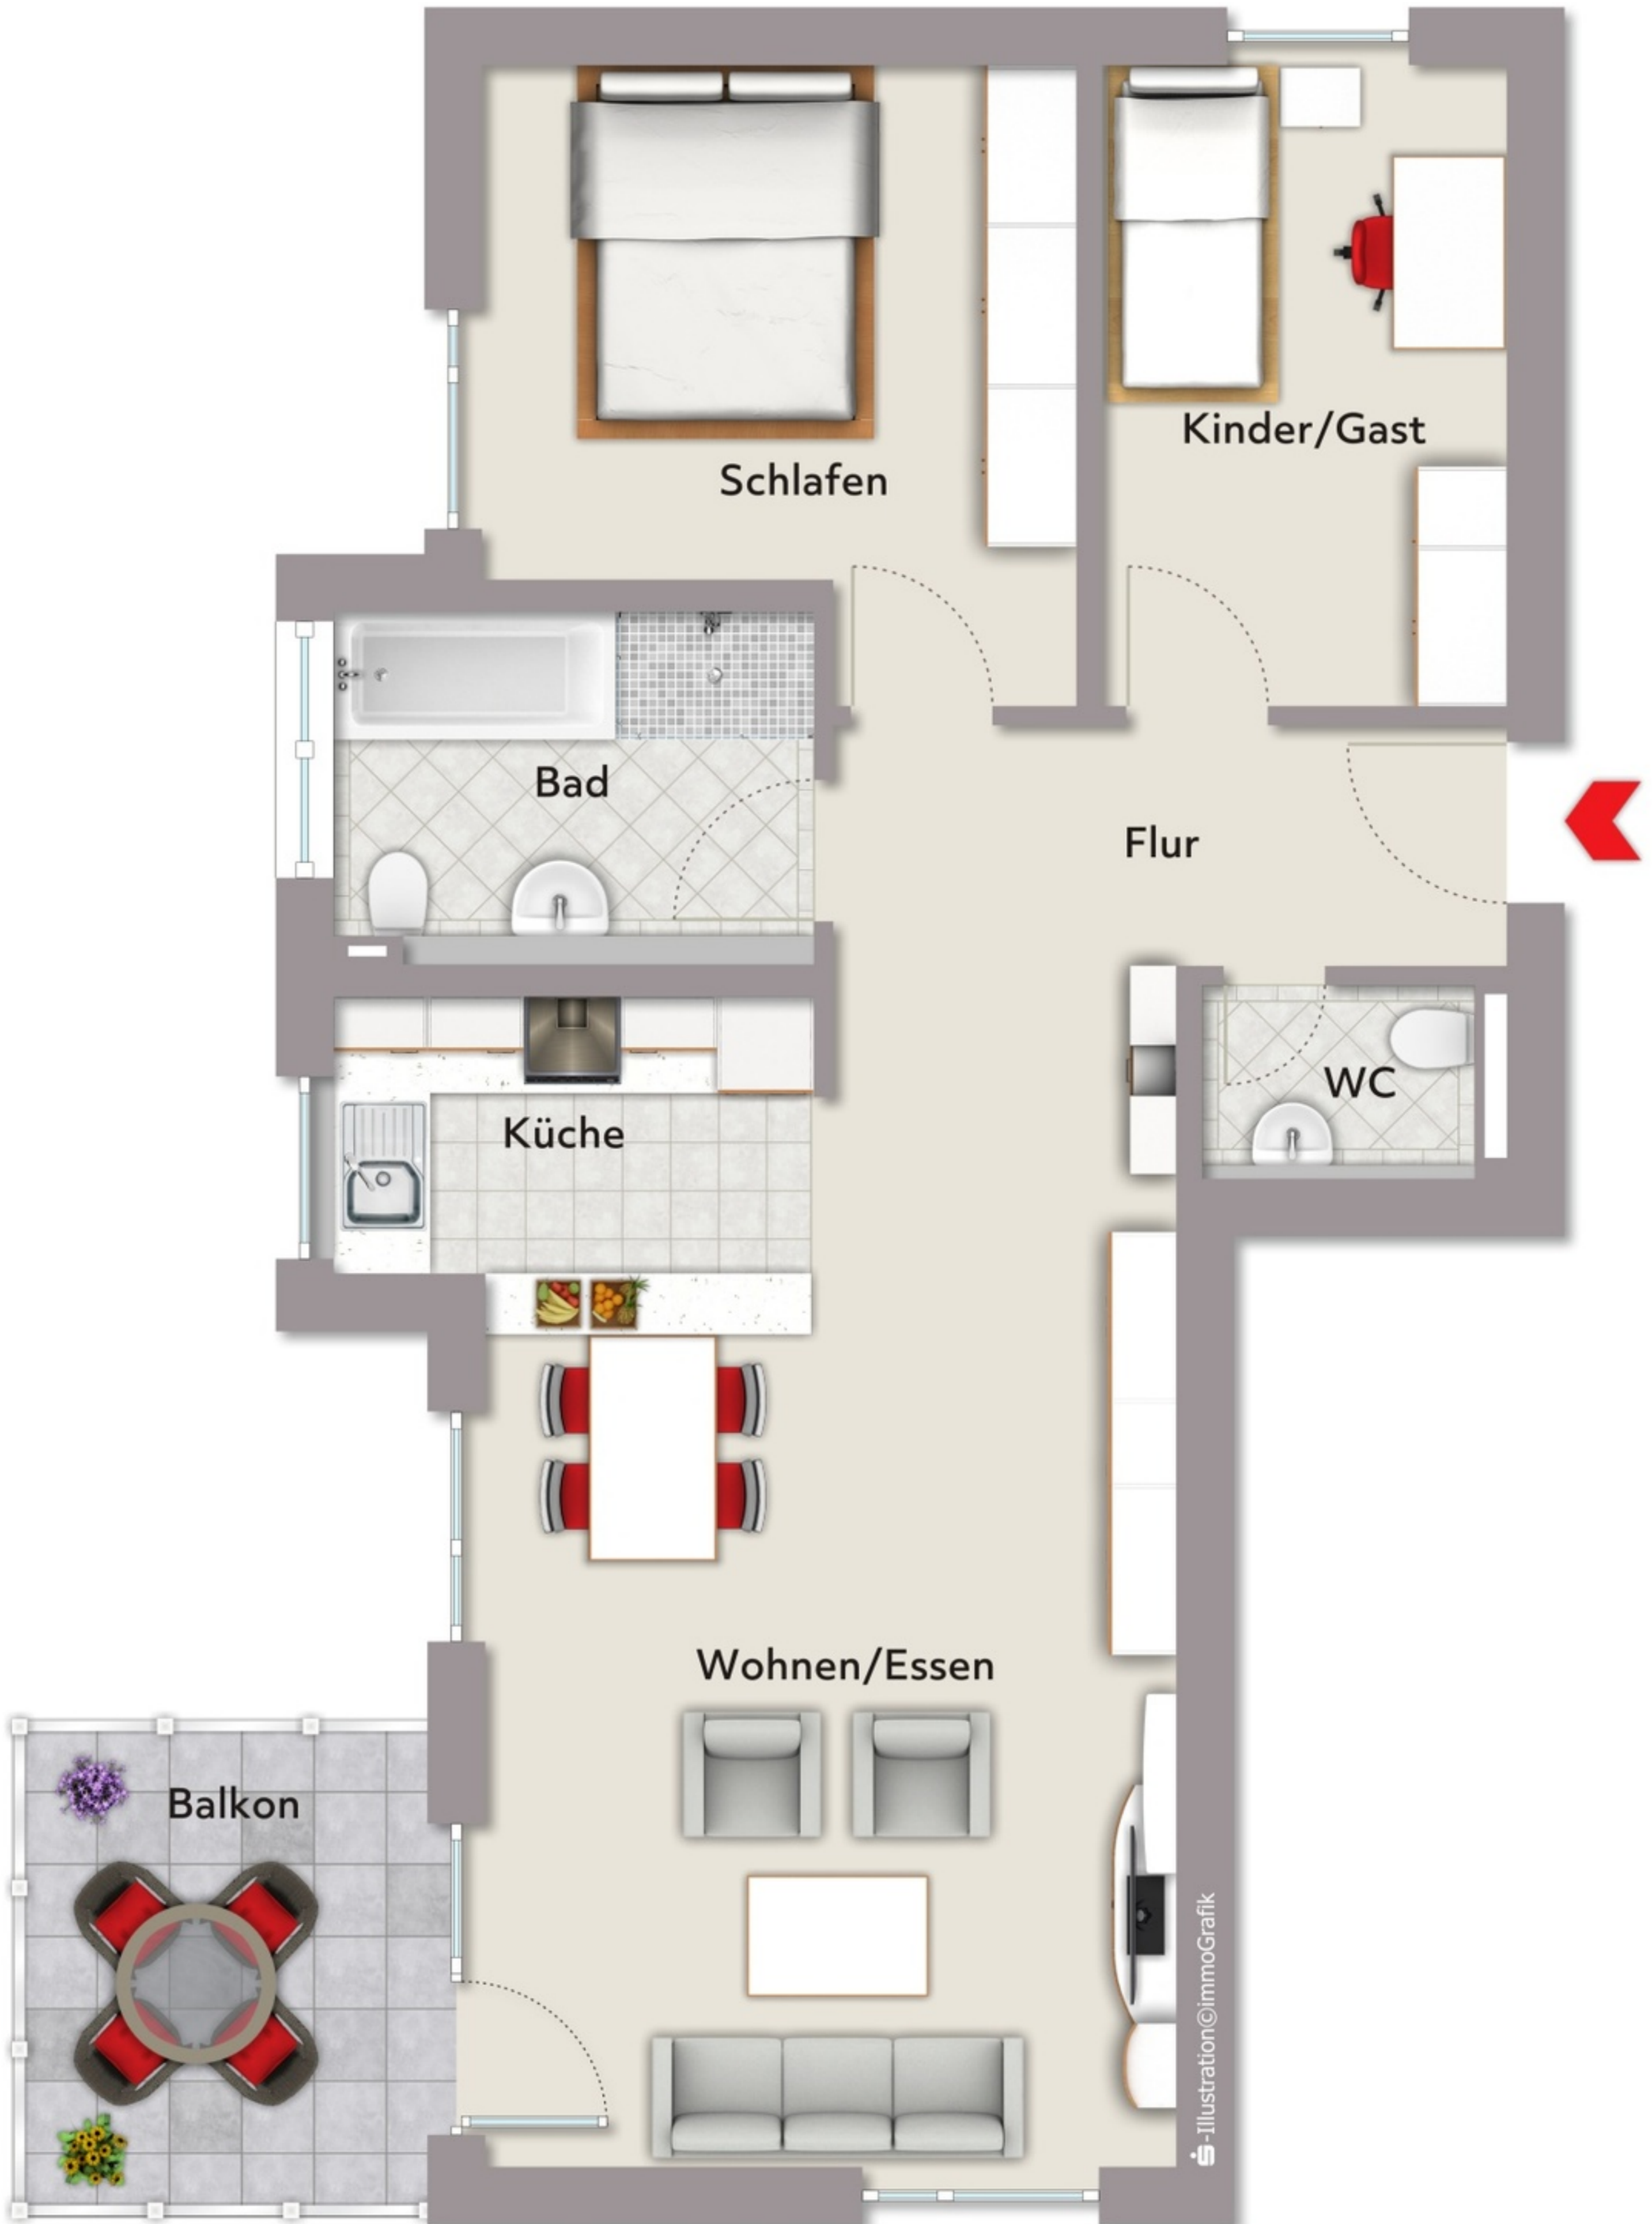 Kinder/Gast
Schlafen
Bad
Flur
WC
Küche
Wohnen/Essen
Balkon
-Illustration©immoGrafik